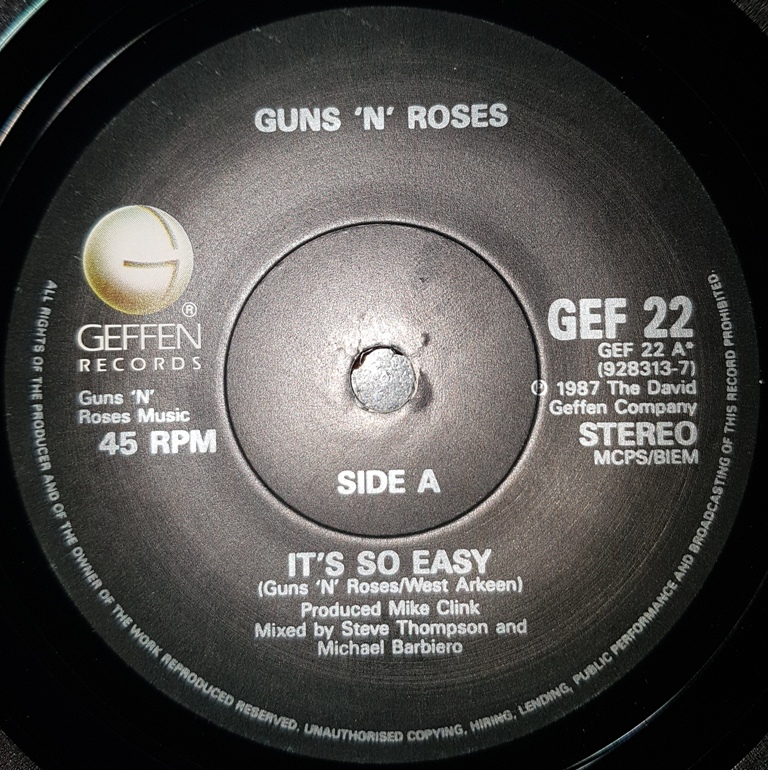 GUNS 'N' ROSES
®
GEFFEN
RECORDS
Guns 'N'
Roses Music
45 RPM
GEF 22
GEF 22 A*
(928313-7)
℗ 1987 The David
Geffen Company
STEREO
MCPS/BIEM
SIDE A
IT'S SO EASY
(Guns 'N' Roses/West Arkeen)
Produced Mike Clink
Mixed by Steve Thompson and
Michael Barbiero
ALL RIGHTS OF THE PRODUCER AND OF THE OWNER OF THE WORK REPRODUCED RESERVED, UNAUTHORISED COPYING, HIRING, LENDING, PUBLIC PERFORMANCE AND BROADCASTING OF THIS RECORD PROHIBITED.